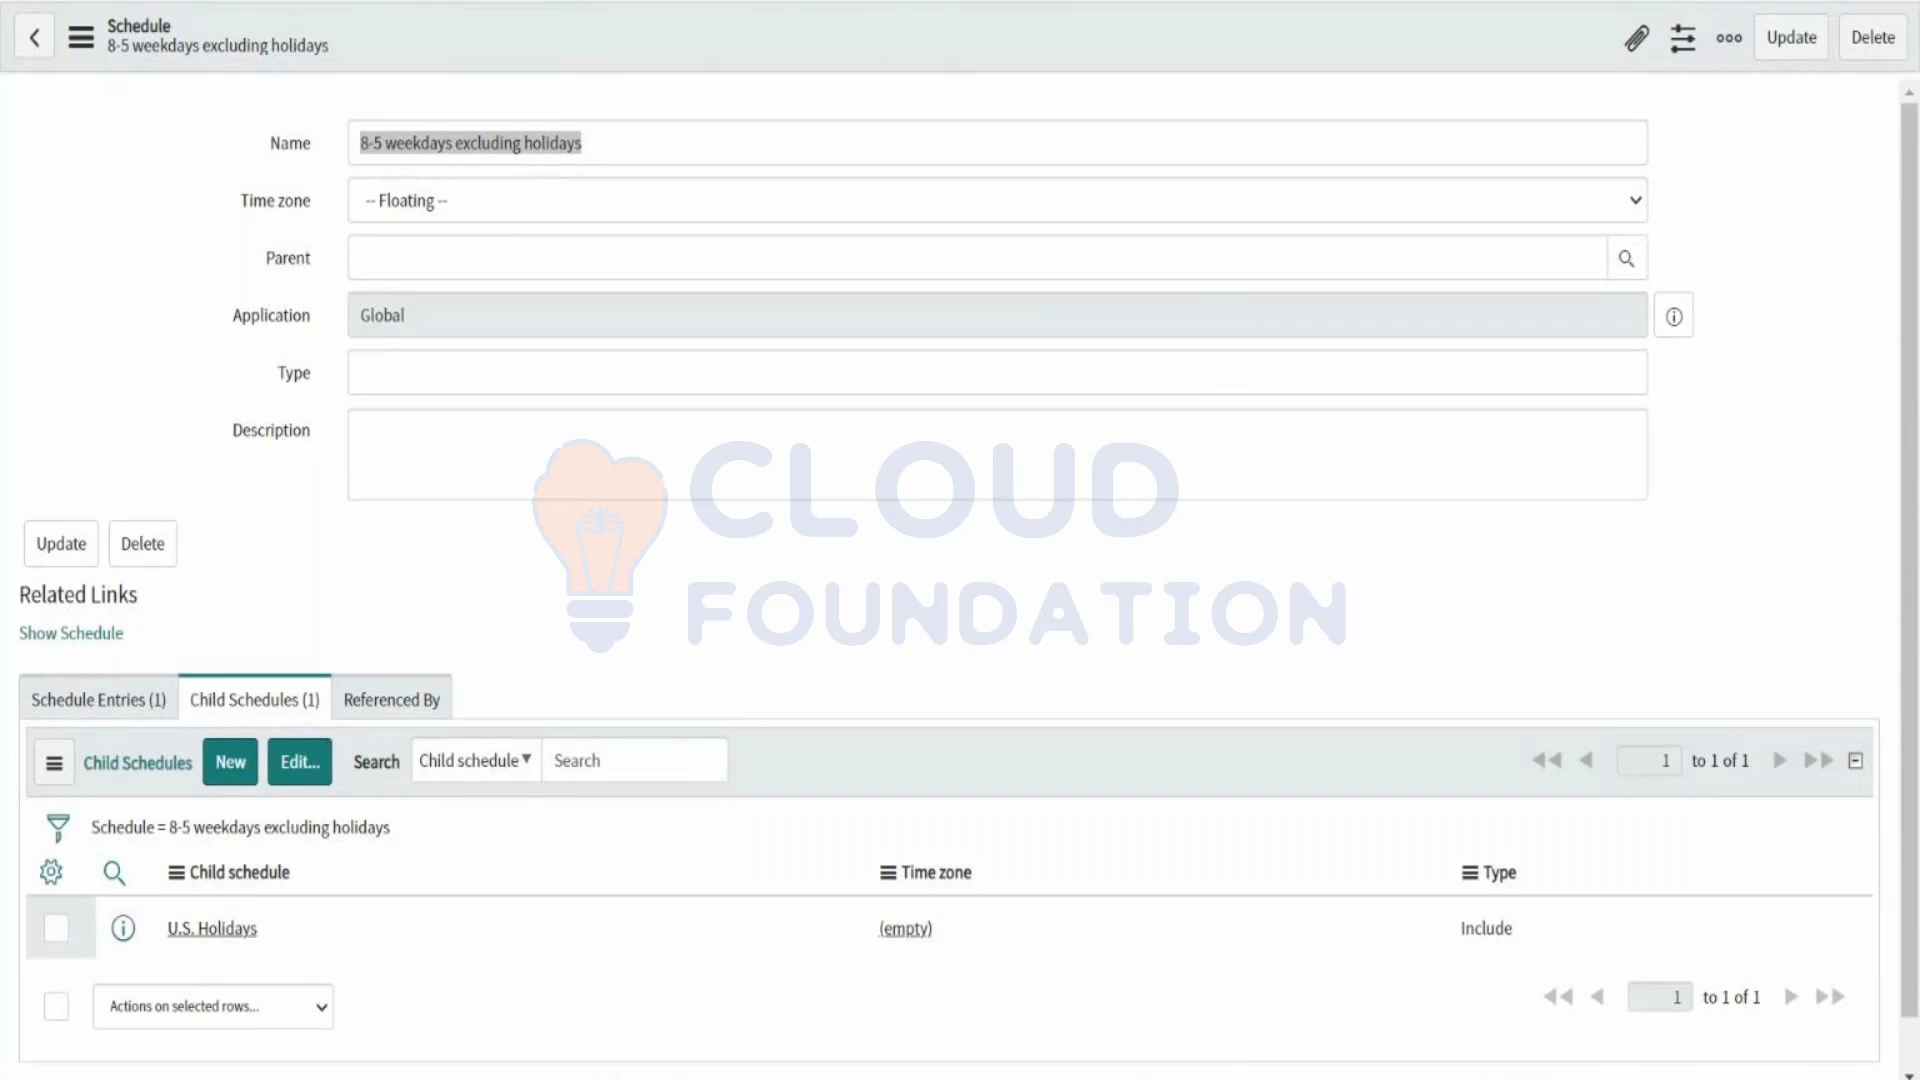 Schedule
8-5 weekdays excluding holidays
Update
Delete
Name
8-5 weekdays excluding holidays
Time zone
-- Floating --
Parent
Application
Global
Type
Description
CLOUD
FOUNDATION
Update
Delete
Related Links
Show Schedule
Schedule Entries (1)
Child Schedules (1)
Referenced By
Child Schedules
New
Edit...
Search
Child schedule
Search
1 to 1 of 1
Schedule = 8-5 weekdays excluding holidays
Child schedule
Time zone
Type
U.S. Holidays
(empty)
Include
Actions on selected rows...
1 to 1 of 1